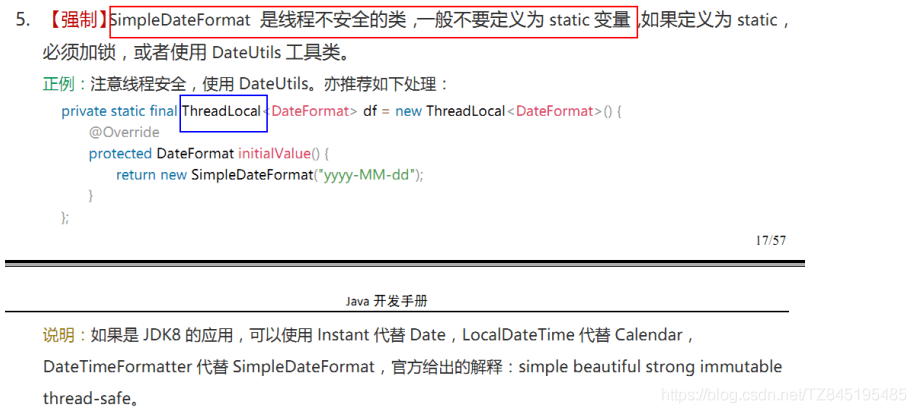 5. 【强制】SimpleDateFormat 是线程不安全的类,一般不要定义为 static 变量,如果定义为 static,
必须加锁,或者使用 DateUtils 工具类。
正例:注意线程安全,使用 DateUtils。亦推荐如下处理:
private static final ThreadLocal<DateFormat> df = new ThreadLocal<DateFormat>() {
@Override
protected DateFormat initialValue() {
return new SimpleDateFormat("yyyy-MM-dd");
}
};
17/57
Java 开发手册
说明:如果是 JDK8 的应用,可以使用 Instant 代替 Date,LocalDateTime 代替 Calendar,
DateTimeFormatter 代替 SimpleDateFormat,官方给出的解释:simple beautiful strong immutable
thread-safe。
https://blog.csdn.net/TZ845195485